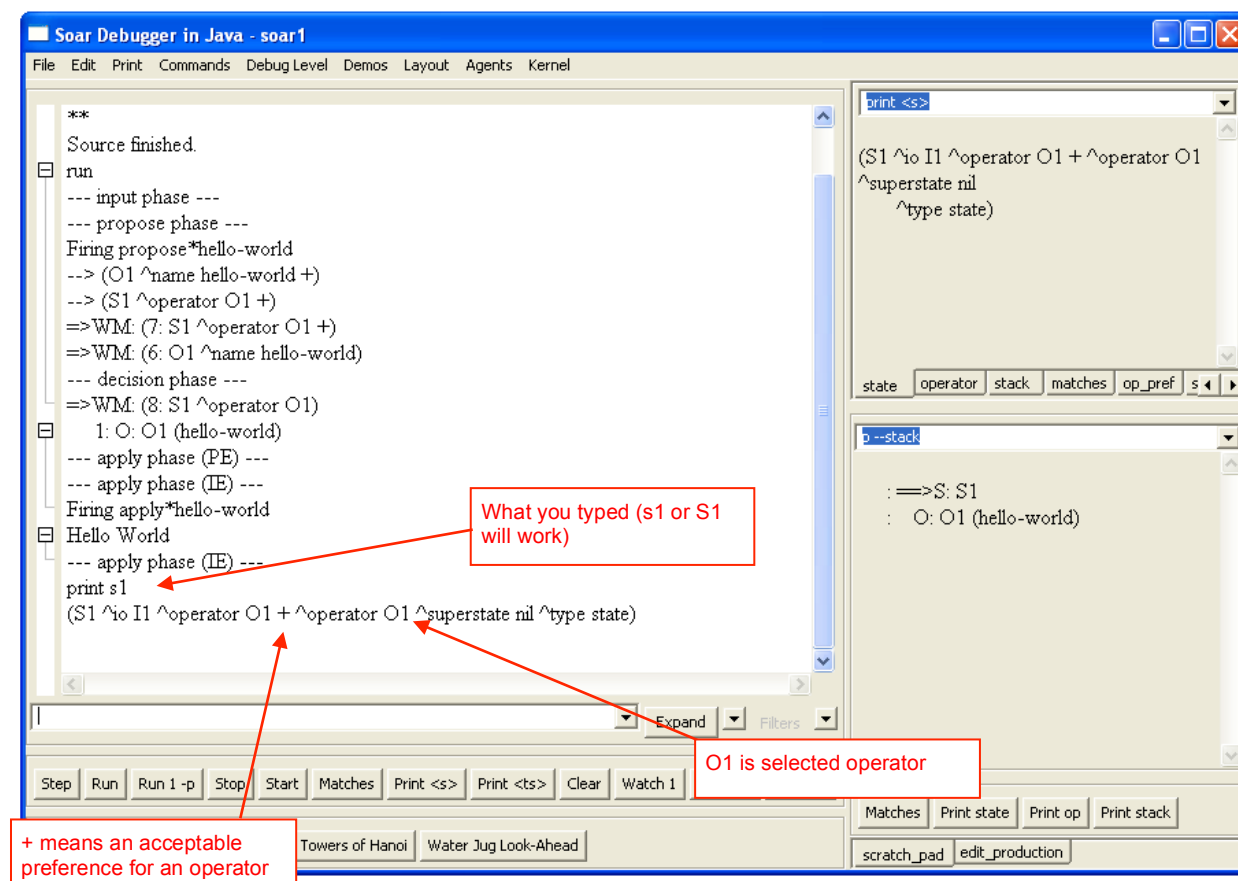 Soar Debugger in Java - soar1
File Edit Print Commands Debug Level Demos Layout Agents Kernel
**
Source finished.
run
--- input phase ---
--- propose phase ---
Firing propose*hello-world
--> (O1 ^name hello-world +)
--> (S1 ^operator O1 +)
=>WM: (7: S1 ^operator O1 +)
=>WM: (6: O1 ^name hello-world)
--- decision phase ---
=>WM: (8: S1 ^operator O1)
1: O: O1 (hello-world)
--- apply phase (PE) ---
--- apply phase (IE) ---
Firing apply*hello-world
Hello World
--- apply phase (IE) ---
print s1
(S1 ^io I1 ^operator O1 + ^operator O1 ^superstate nil ^type state)
What you typed (s1 or S1
will work)
Expand Filters
O1 is selected operator
Step Run Run 1 -p Stop Start Matches Print <s> Print <ts> Clear Watch 1
+ means an acceptable
preference for an operator
Towers of Hanoi Water Jug Look-Ahead
print <s>
(S1 ^io I1 ^operator O1 + ^operator O1
^superstate nil
^type state)
state operator stack matches op_pref s
p --stack
: ==>S: S1
: O: O1 (hello-world)
Matches Print state Print op Print stack
scratch_pad edit_production